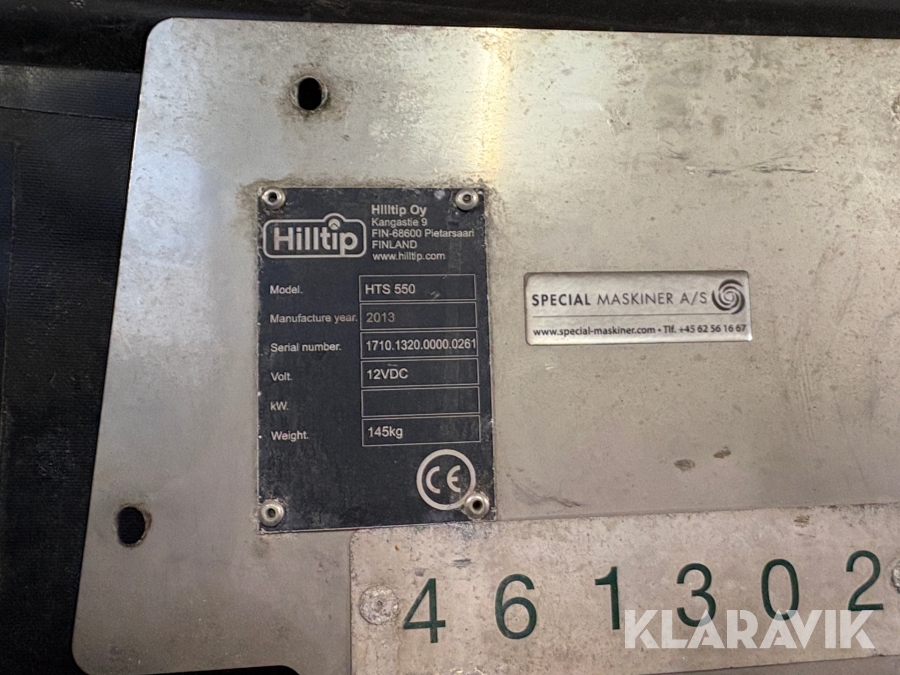 Hilltip
Hilltip Oy
Kangastie 9
FIN-68600 Pietarsaari
FINLAND
www.hilltip.com
Model. HTS 550
Manufacture year. 2013
Serial number. 1710.1320.0000.0261
Volt. 12VDC
kW.
Weight. 145kg
CE
SPECIAL MASKINER A/S
www.special-maskiner.com • Tlf. +45 62 56 16 67
461302
KLARAVIK